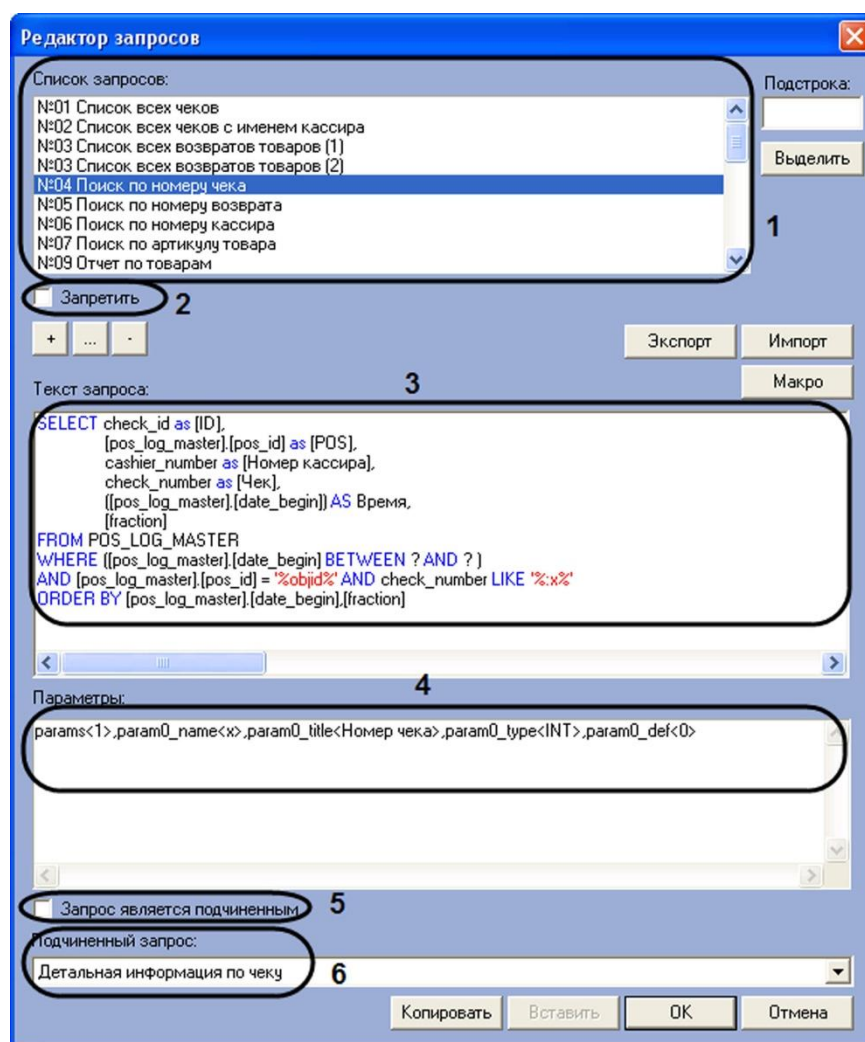 Редактор запросов
Список запросов:
Подстрока:
№01 Список всех чеков
№02 Список всех чеков с именем кассира
№03 Список всех возвратов товаров (1)
№03 Список всех возвратов товаров (2)
Выделить
№04 Поиск по номеру чека
№05 Поиск по номеру возврата
№06 Поиск по номеру кассира
1
№07 Поиск по артикулу товара
№09 Отчет по товарам
Запретить 2
+ ... - Экспорт Импорт
Текст запроса: 3 Макро
SELECT check_id as [ID],
[pos_log_master].[pos_id] as [POS],
cashier_number as [Номер кассира],
check_number as [Чек],
([pos_log_master].[date_begin]) AS Время,
[fraction]
FROM POS_LOG_MASTER
WHERE ([pos_log_master].[date_begin] BETWEEN ? AND ? )
AND [pos_log_master].[pos_id] = '%objid%' AND check_number LIKE '%:x%'
ORDER BY [pos_log_master].[date_begin],[fraction]
4
Параметры:
params<1>,param0_name<x>,param0_title<Номер чека>,param0_type<INT>,param0_def<0>
Запрос является подчиненным 5
Подчиненный запрос:
Детальная информация по чеку 6
Копировать Вставить OK Отмена